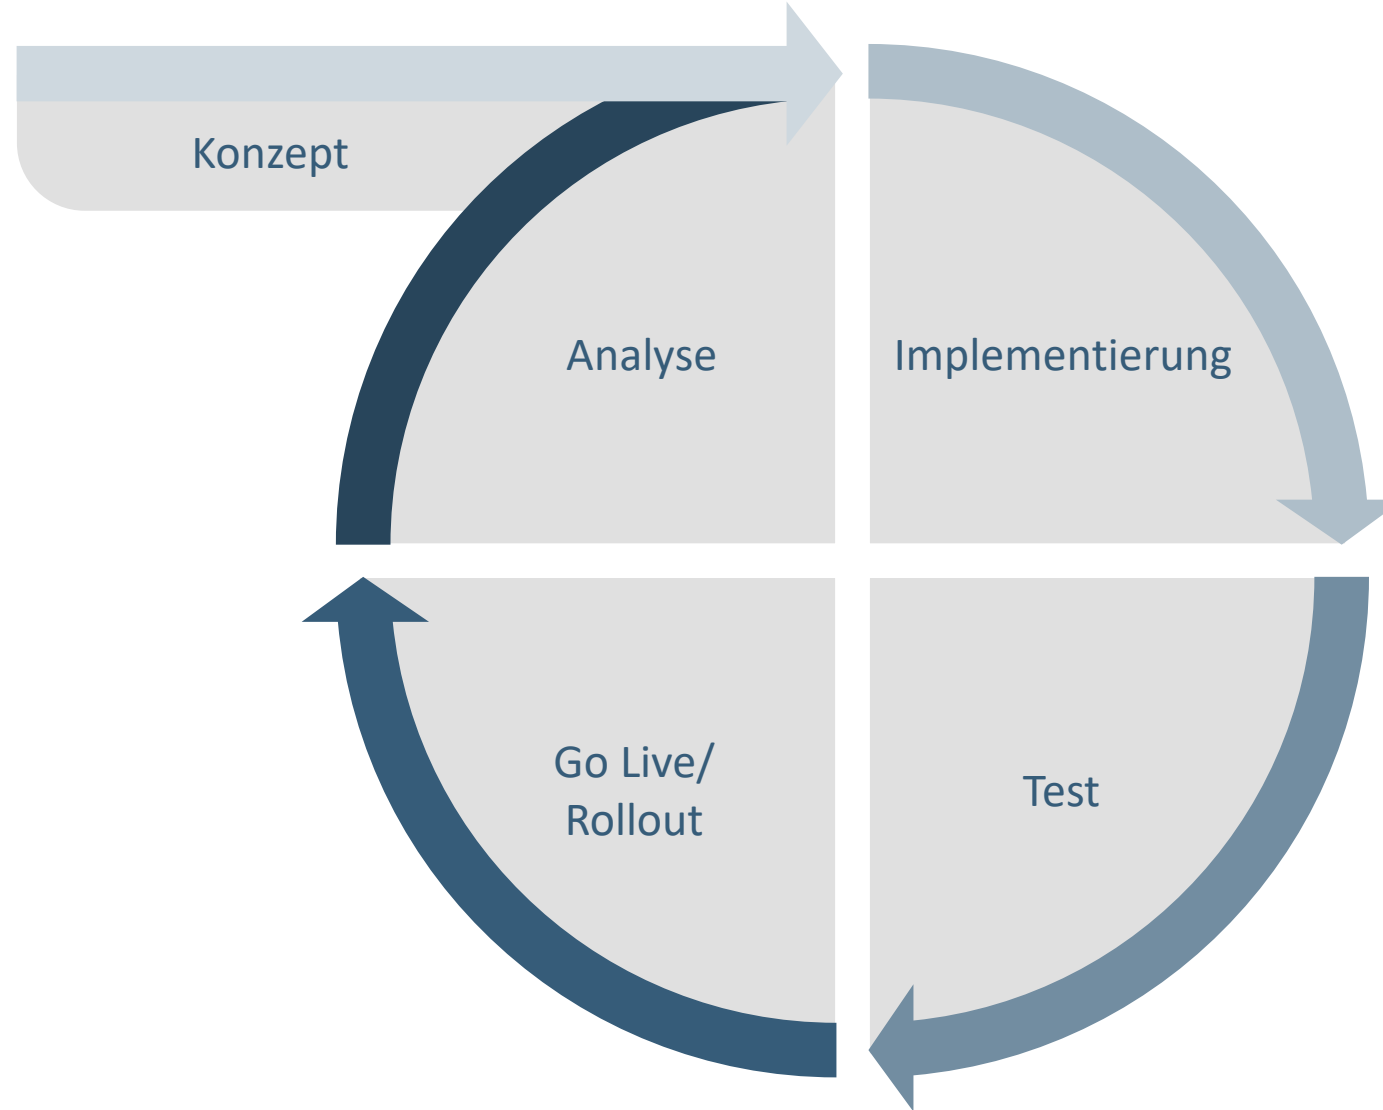 Konzept
Analyse
Implementierung
Go Live/
Rollout
Test